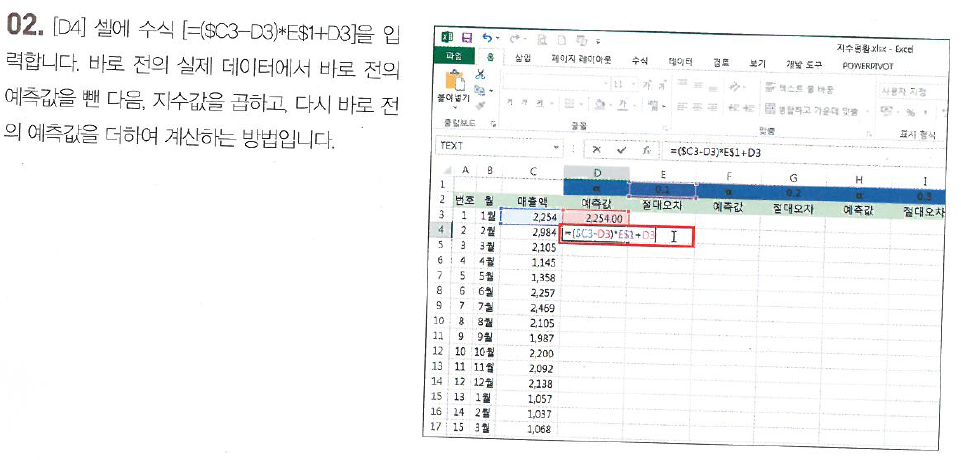 02. [D4] 셀에 수식 [=($C3-D3)*E$1+D3]을 입
력합니다. 바로 전의 실제 데이터에서 바로 전의
예측값을 뺀 다음, 지수값을 곱하고, 다시 바로 전
의 예측값을 더하여 계산하는 방법입니다.
지수평활.xlsx - Excel
파일 홈 삽입 페이지 레이아웃 수식 데이터 검토 보기 개발 도구 POWERPIVOT
붙여넣기 가 가 가 11 가 가 텍스트 줄 바꿈 사용자 지정
병합하고 가운데 맞춤 %
클립보드 글꼴 맞춤 표시 형식
TEXT fx =($C3-D3)*E$1+D3
A B C D E F G H I
1 α 0.1 α 0.2 α 0.3
2 번호 월 매출액 예측값 절대오차 예측값 절대오차 예측값 절대오차
3 1 1월 2,254 2,254.00
4 2 2월 2,984 =($C3-D3)*E$1+D3
5 3 3월 2,105
6 4 4월 1,145
7 5 5월 1,358
8 6 6월 2,257
9 7 7월 2,469
10 8 8월 2,105
11 9 9월 1,987
12 10 10월 2,200
13 11 11월 2,092
14 12 12월 2,138
15 13 1월 1,057
16 14 2월 1,037
17 15 3월 1,068